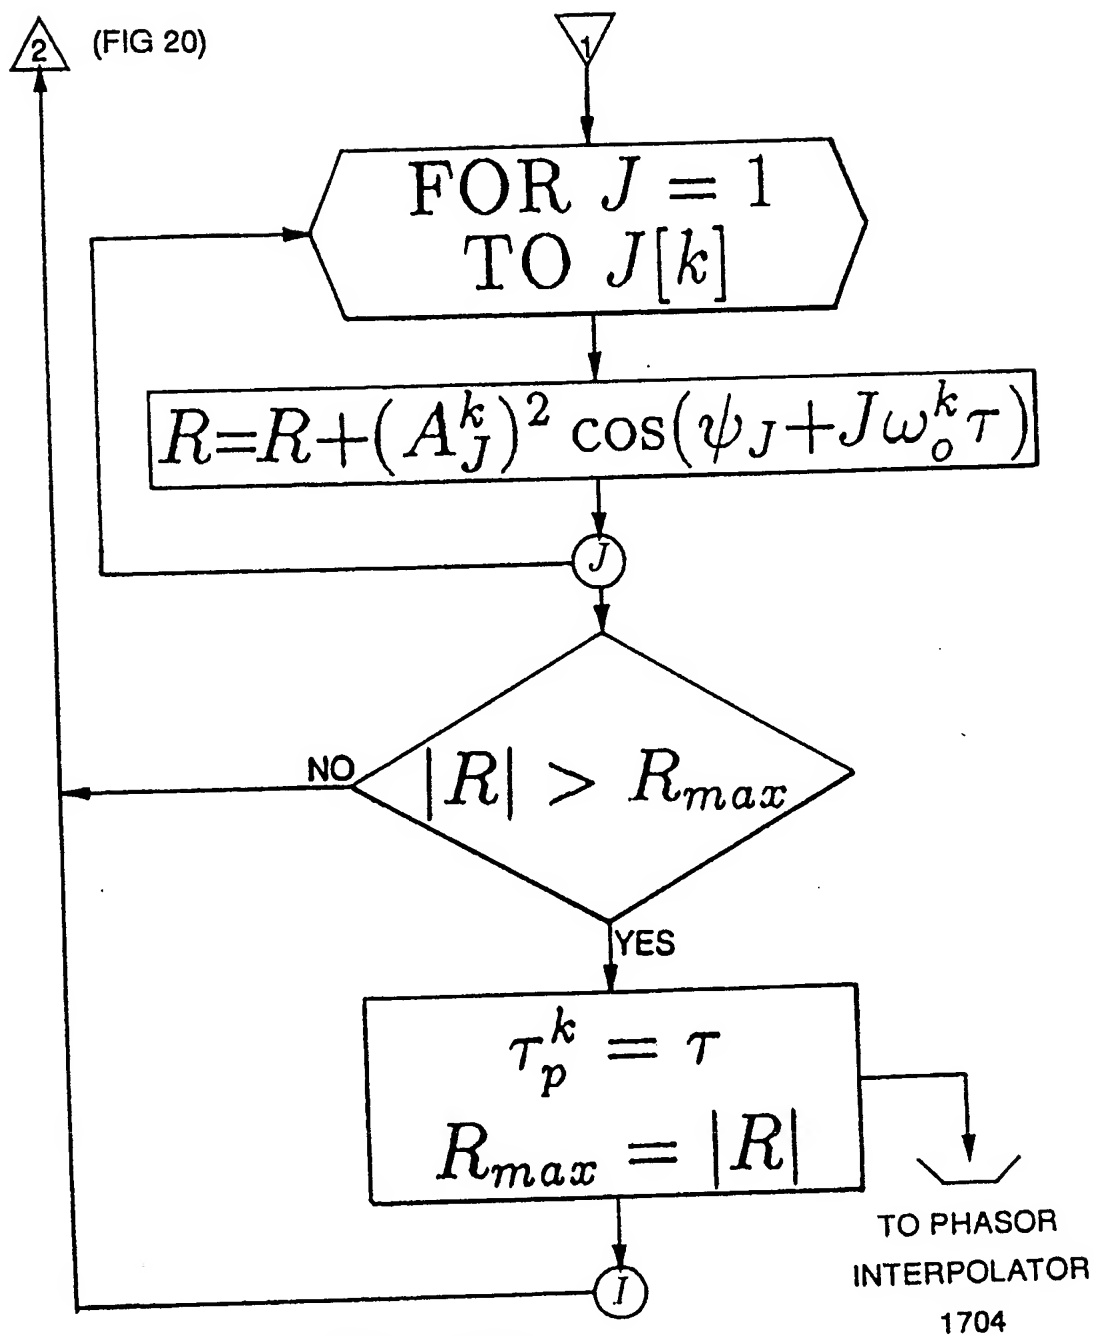 2 (FIG 20)
1
FOR J = 1
TO J[k]
R=R+(A_J^k)^2 cos(ψ_J+Jω_o^kτ)
J
NO
|R| > R_max
YES
τ_p^k = τ
R_max = |R|
TO PHASOR
INTERPOLATOR
1704
I